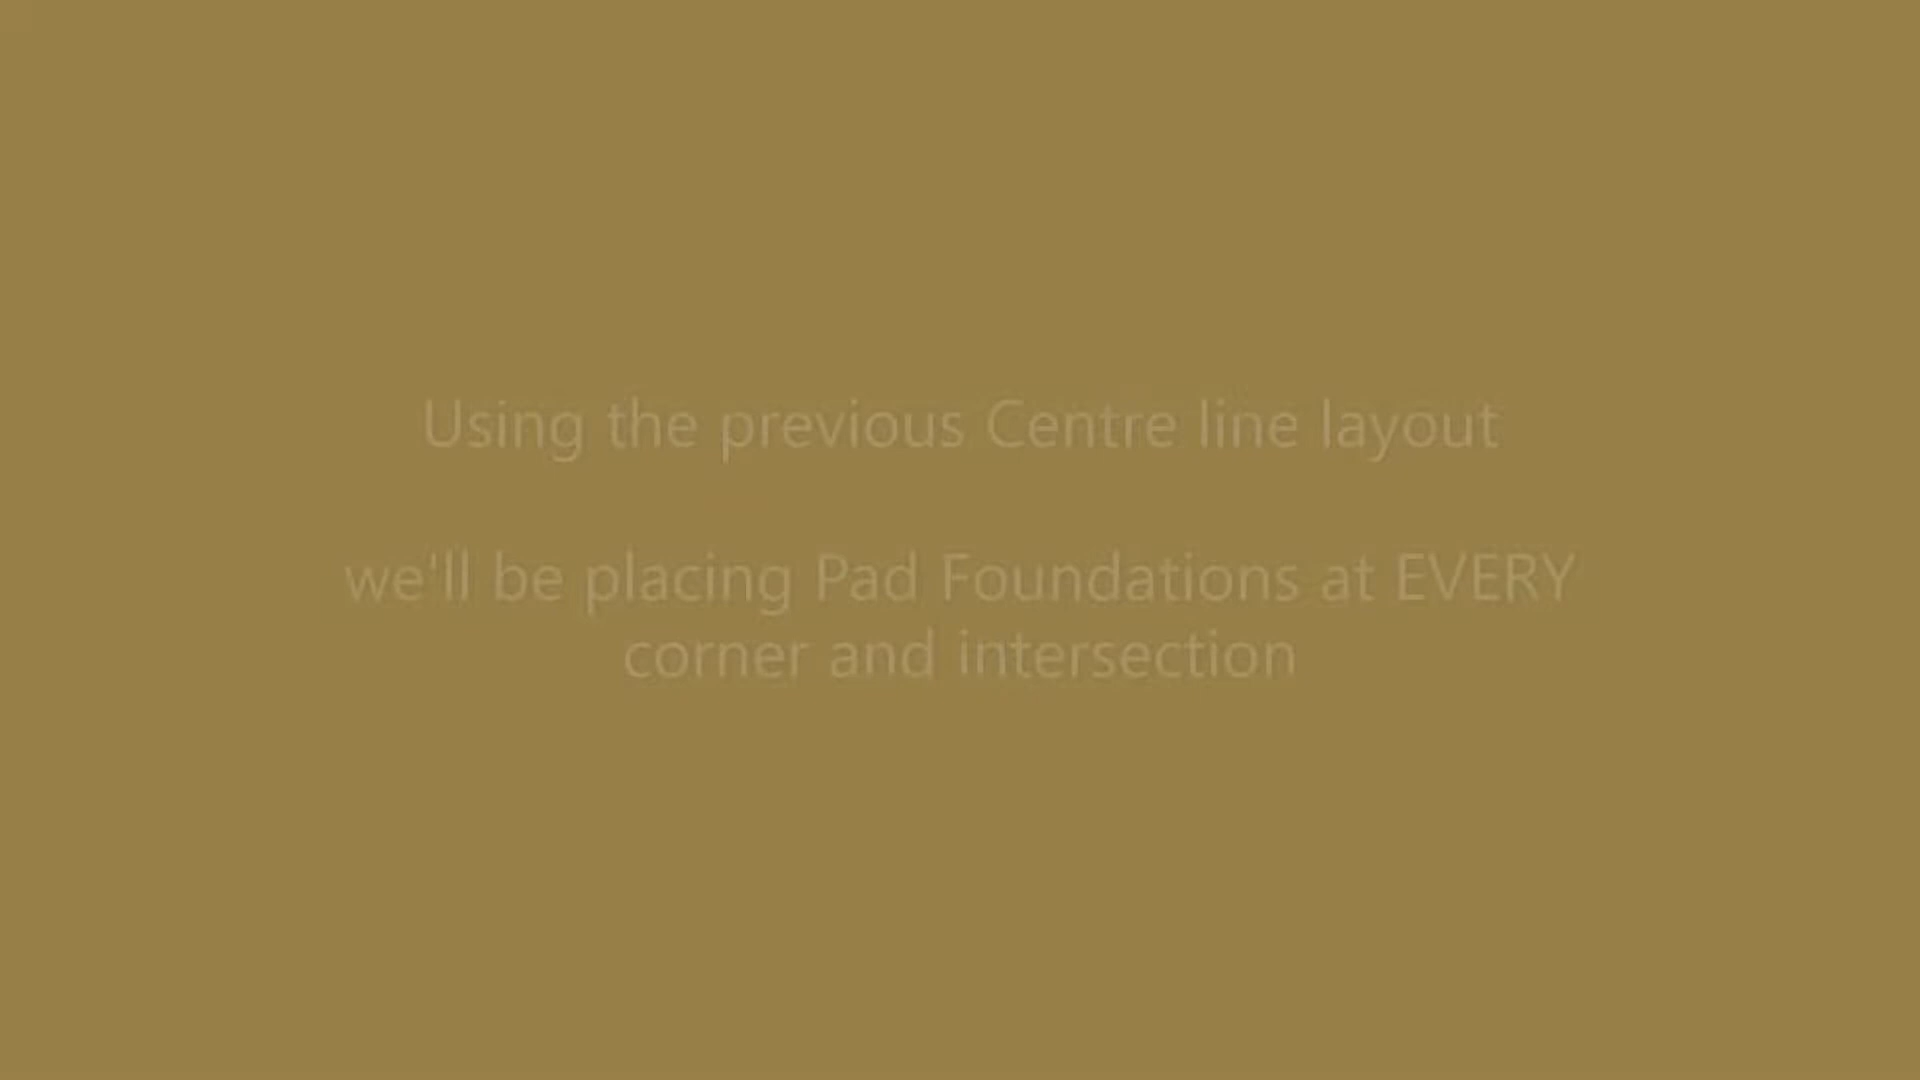 Using the previous Centre line layout
we'll be placing Pad Foundations at EVERY
corner and intersection